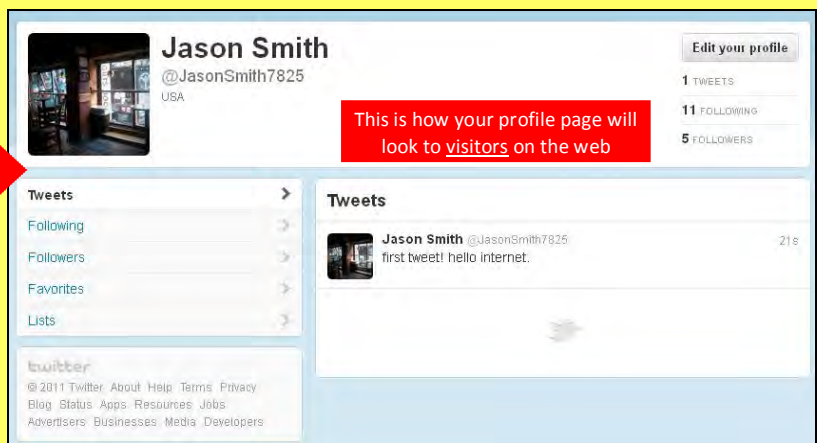 Jason Smith
@JasonSmith7825
USA
Edit your profile
1 TWEETS
11 FOLLOWING
5 FOLLOWERS
This is how your profile page will
look to visitors on the web
Tweets
Following
Followers
Favorites
Lists
Tweets
Jason Smith @JasonSmith7825 21s
first tweet! hello internet.
twitter
© 2011 Twitter About Help Terms Privacy
Blog Status Apps Resources Jobs
Advertisers Businesses Media Developers